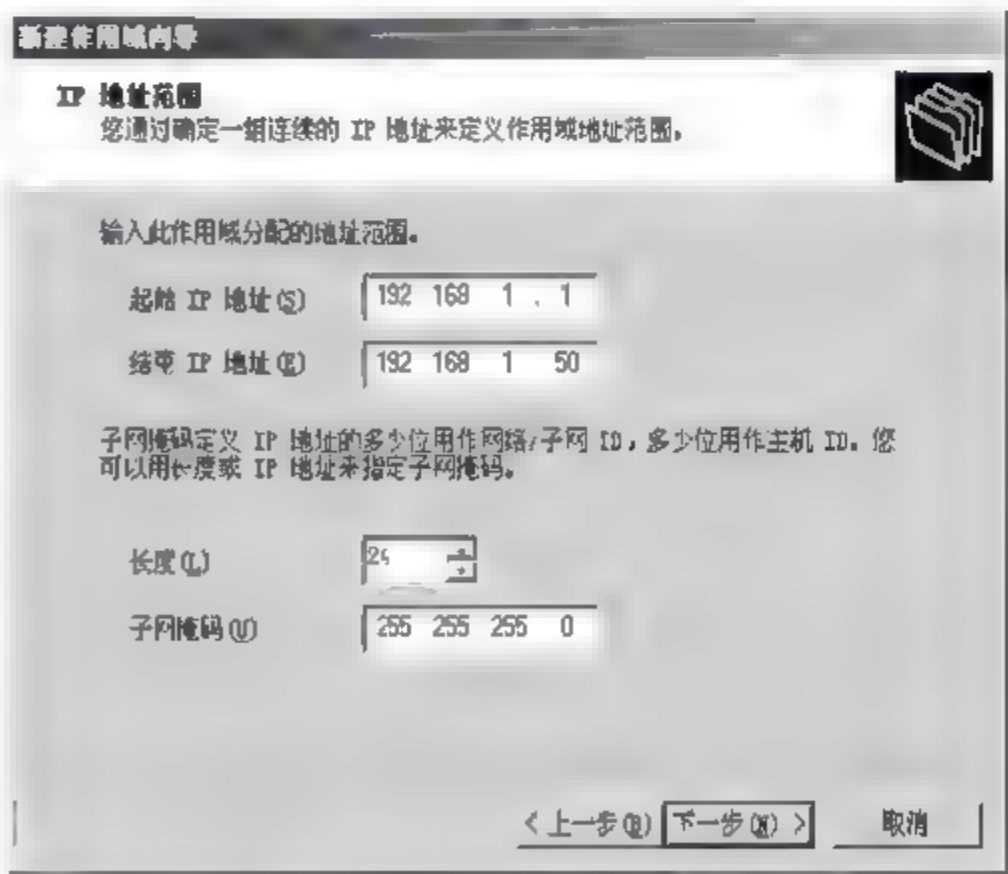 新建作用域向导
IP 地址范围
您通过确定一组连续的 IP 地址来定义作用域地址范围。
输入此作用域分配的地址范围。
起始 IP 地址(S)
192 168 1 . 1
结束 IP 地址(E)
192 168 1 50
子网掩码定义 IP 地址的多少位用作网络/子网 ID，多少位用作主机 ID。您
可以用长度或 IP 地址来指定子网掩码。
长度(L)
24
子网掩码(U)
255 255 255 0
< 上一步(B)
下一步(N) >
取消